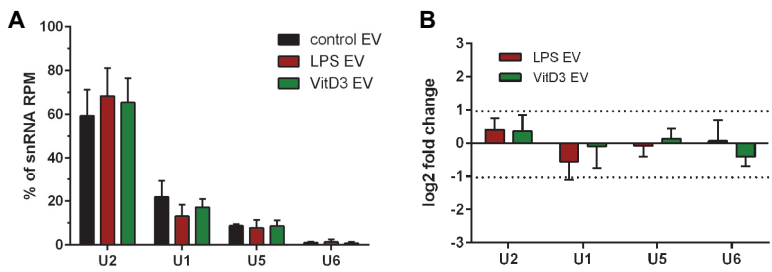 A
% of snRNA RPM
100
80
60
40
20
0
control EV
LPS EV
VitD3 EV
U2 U1 U5 U6
B
log2 fold change
3
2
1
0
-1
-2
-3
LPS EV
VitD3 EV
U2 U1 U5 U6